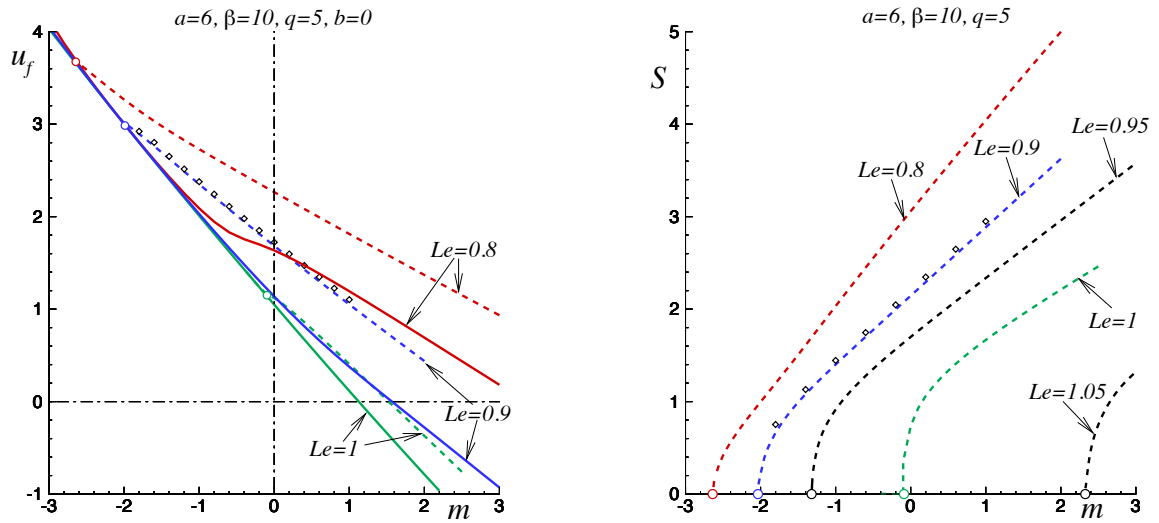 a=6, β=10, q=5, b=0
u_f
4
3
2
1
0
-1
-3
-2
-1
0
1
2
m
3
Le=0.8
Le=0.9
Le=1
a=6, β=10, q=5
S
5
4
3
2
1
0
-3
-2
-1
0
1
2
m
3
Le=0.8
Le=0.9
Le=0.95
Le=1
Le=1.05